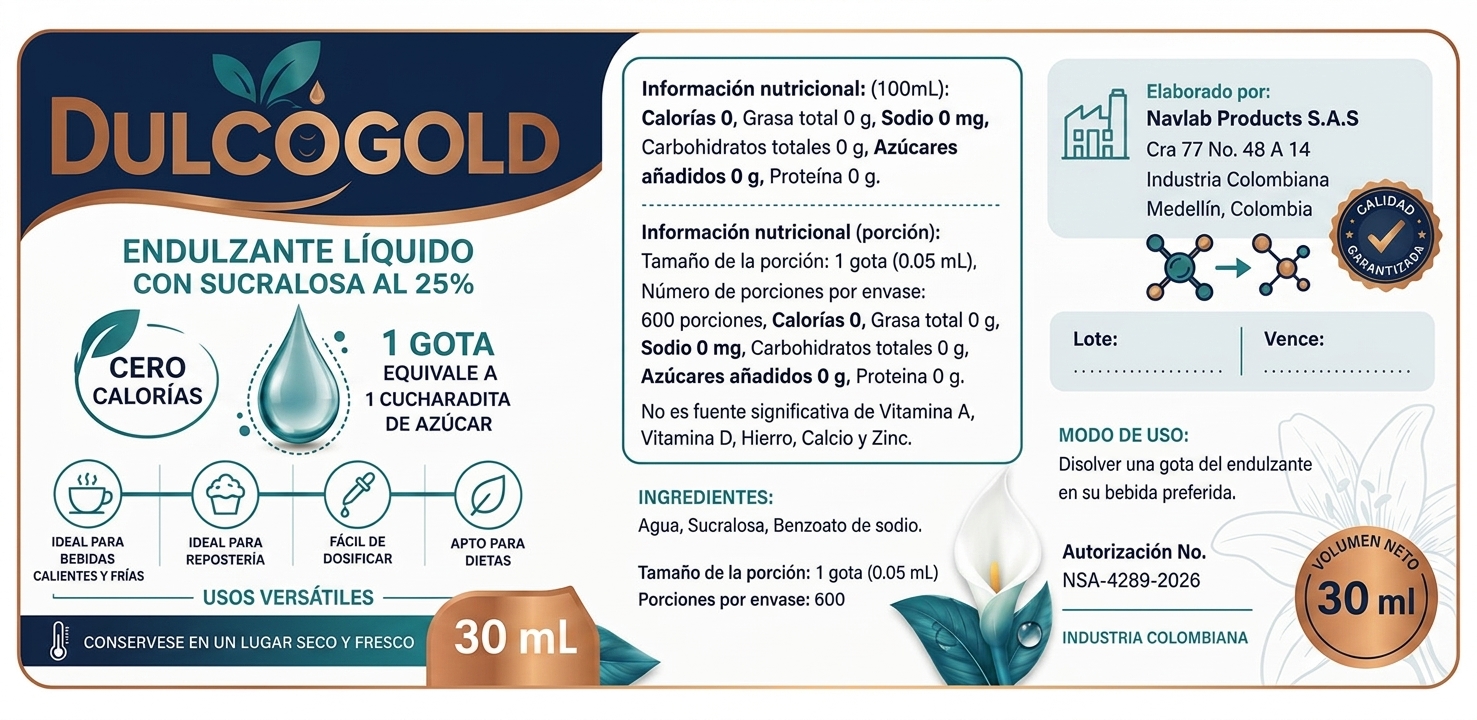 DULCOGOLD
ENDULZANTE LÍQUIDO
CON SUCRALOSA AL 25%
CERO
CALORÍAS
1 GOTA
EQUIVALE A
1 CUCHARADITA
DE AZÚCAR
IDEAL PARA
BEBIDAS
CALIENTES Y FRÍAS
IDEAL PARA
REPOSTERÍA
FÁCIL DE
DOSIFICAR
APTO PARA
DIETAS
USOS VERSÁTILES
CONSERVESE EN UN LUGAR SECO Y FRESCO
30 mL
Información nutricional: (100mL):
Calorías 0, Grasa total 0 g, Sodio 0 mg,
Carbohidratos totales 0 g, Azúcares
añadidos 0 g, Proteína 0 g.
Información nutricional (porción):
Tamaño de la porción: 1 gota (0.05 mL),
Número de porciones por envase:
600 porciones, Calorías 0, Grasa total 0 g,
Sodio 0 mg, Carbohidratos totales 0 g,
Azúcares añadidos 0 g, Proteina 0 g.
No es fuente significativa de Vitamina A,
Vitamina D, Hierro, Calcio y Zinc.
INGREDIENTES:
Agua, Sucralosa, Benzoato de sodio.
Tamaño de la porción: 1 gota (0.05 mL)
Porciones por envase: 600
Elaborado por:
Navlab Products S.A.S
Cra 77 No. 48 A 14
Industria Colombiana
Medellín, Colombia
CALIDAD
GARANTIZADA
Lote: Vence:
.................... ....................
MODO DE USO:
Disolver una gota del endulzante
en su bebida preferida.
Autorización No.
NSA-4289-2026
INDUSTRIA COLOMBIANA
VOLUMEN NETO
30 ml